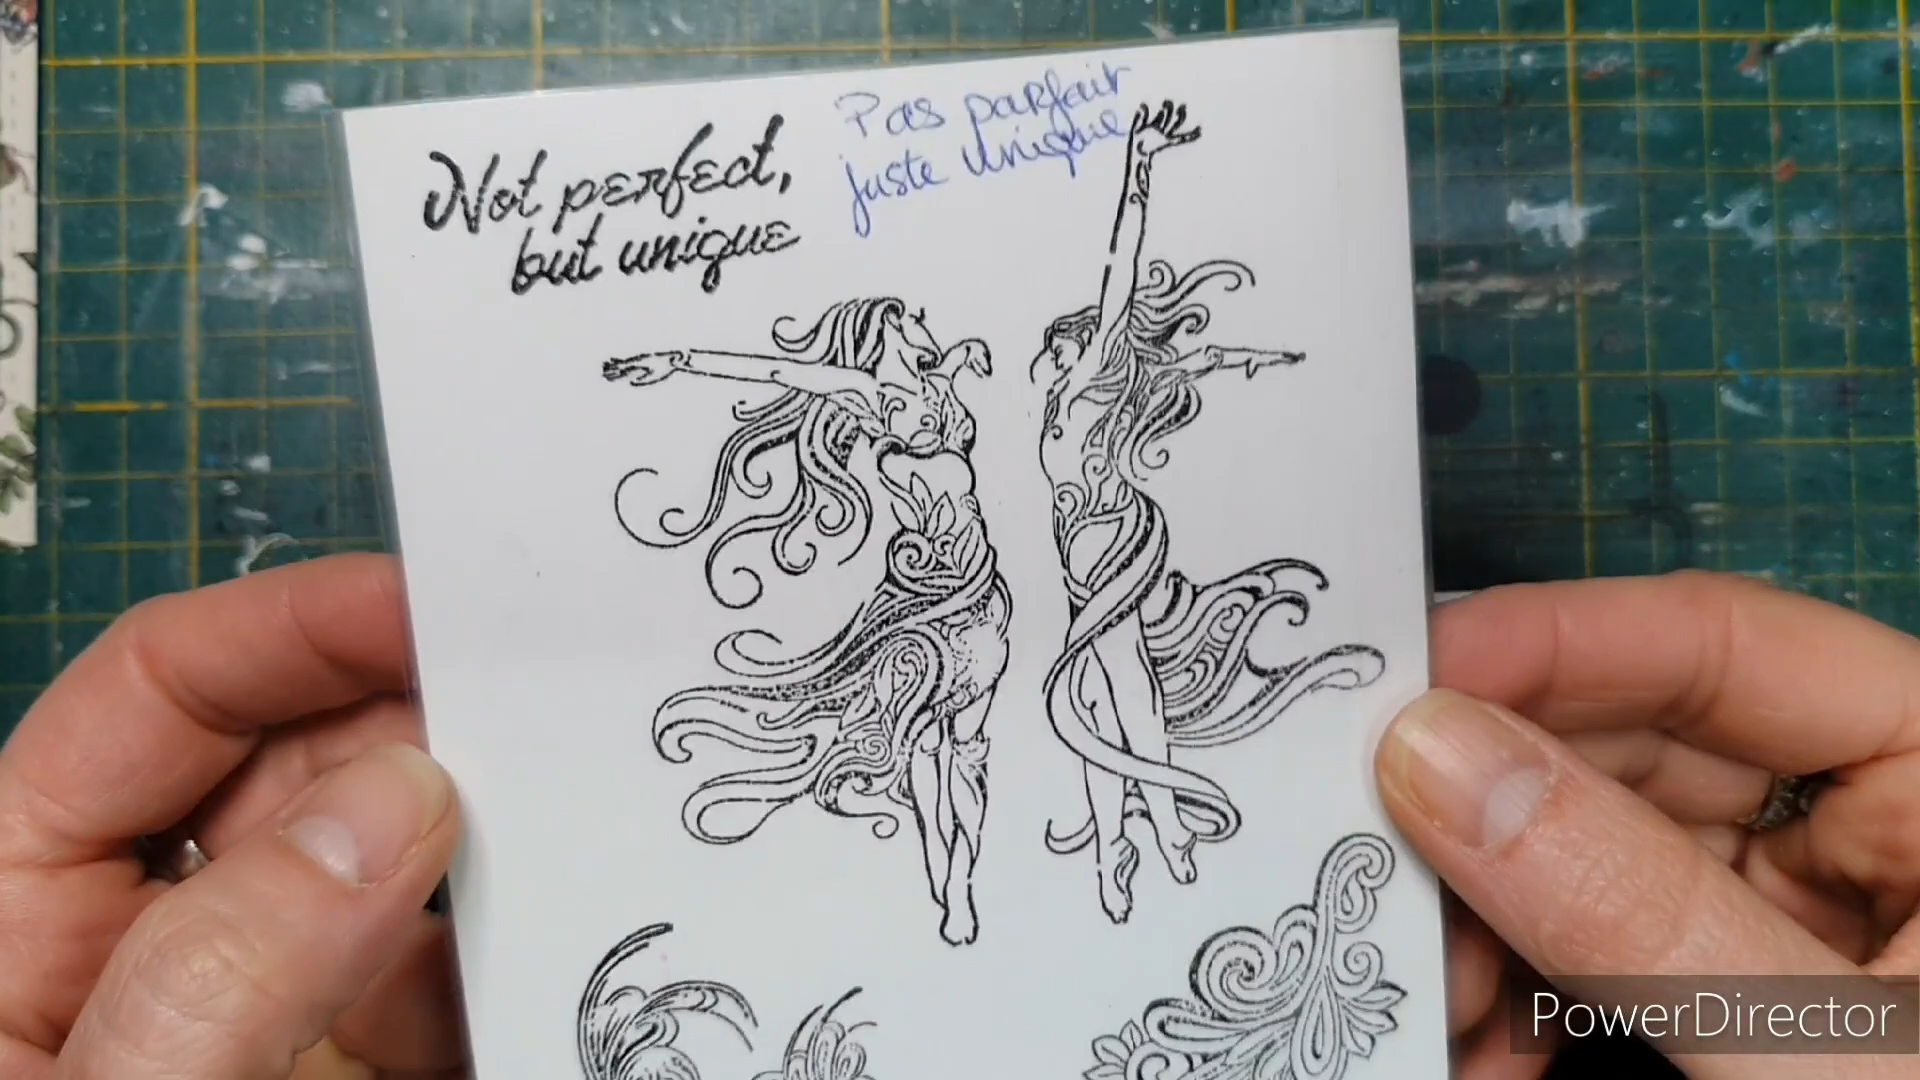 Not perfect,
but unique
Pas parfait
juste unique
PowerDirector